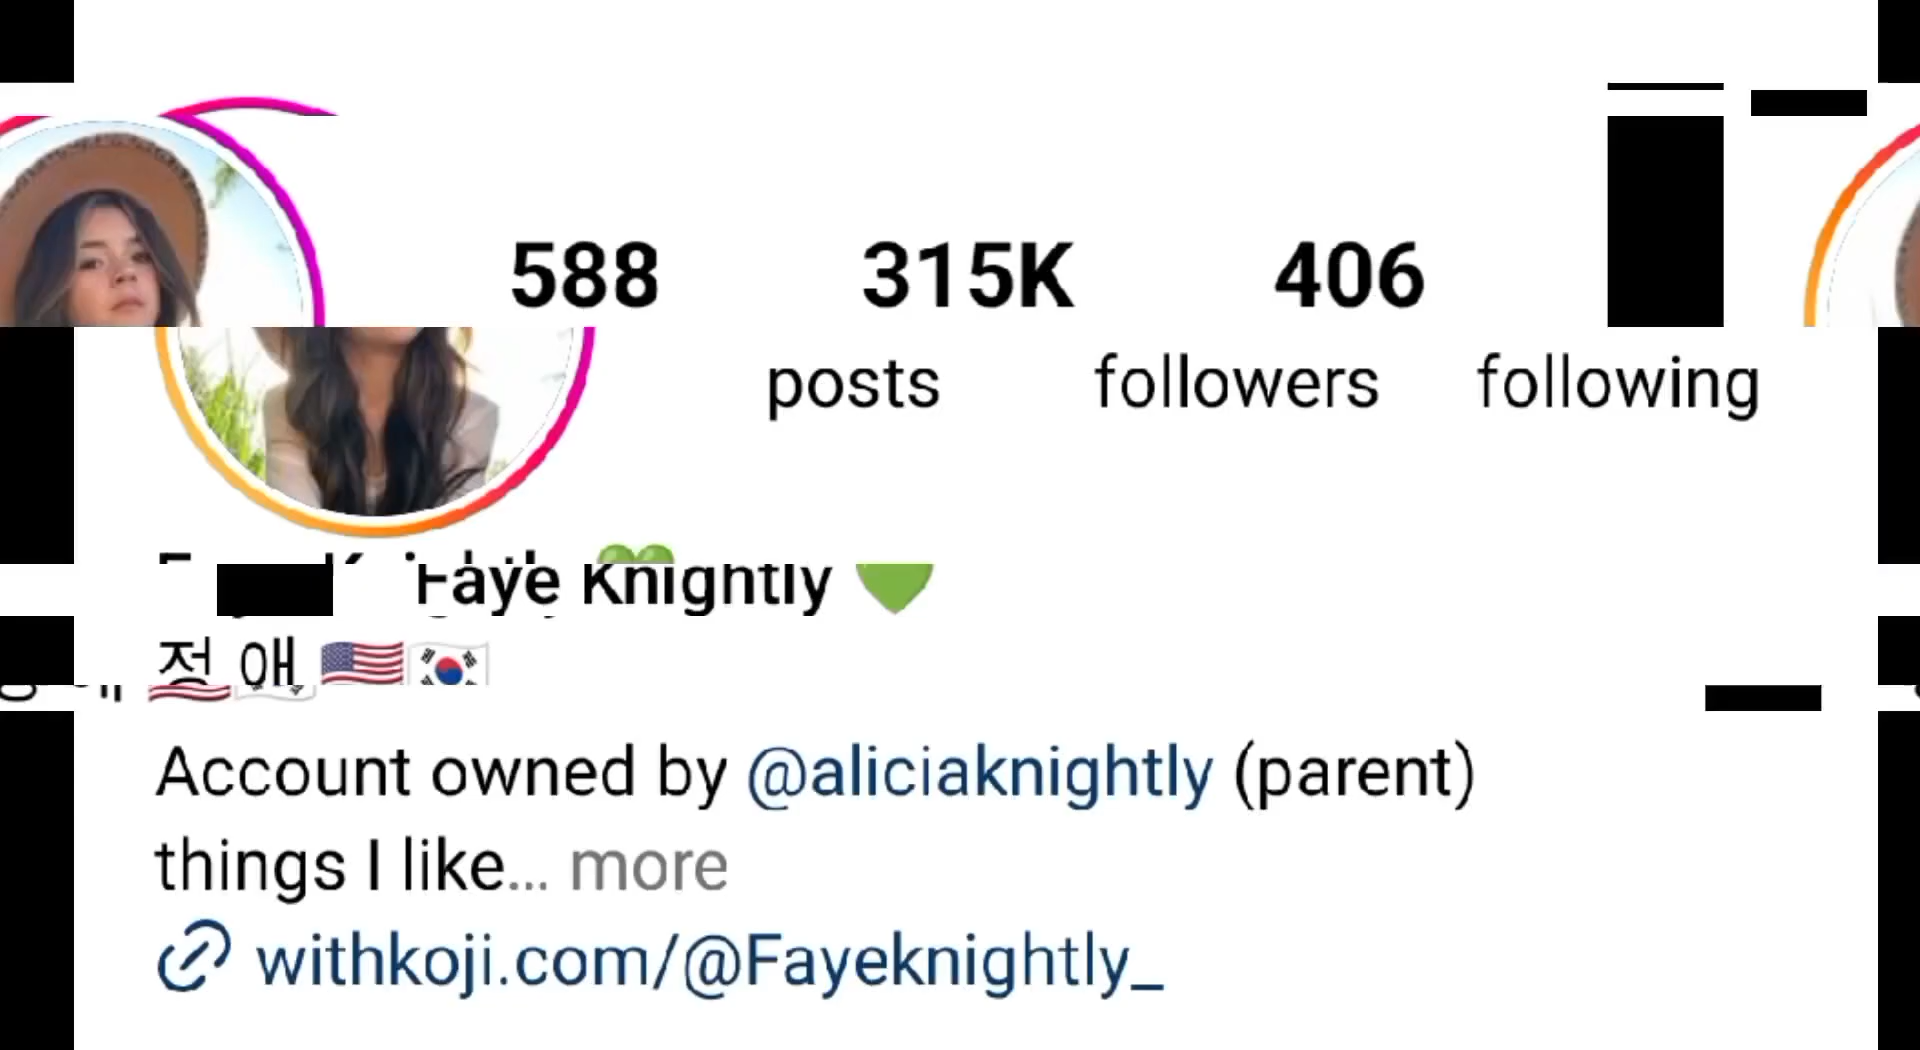 588 315K 406
posts followers following
Faye Knightly 💚
정 애 🇺🇸🇰🇷
Account owned by @aliciaknightly (parent)
things I like... more
withkoji.com/@Fayeknightly_